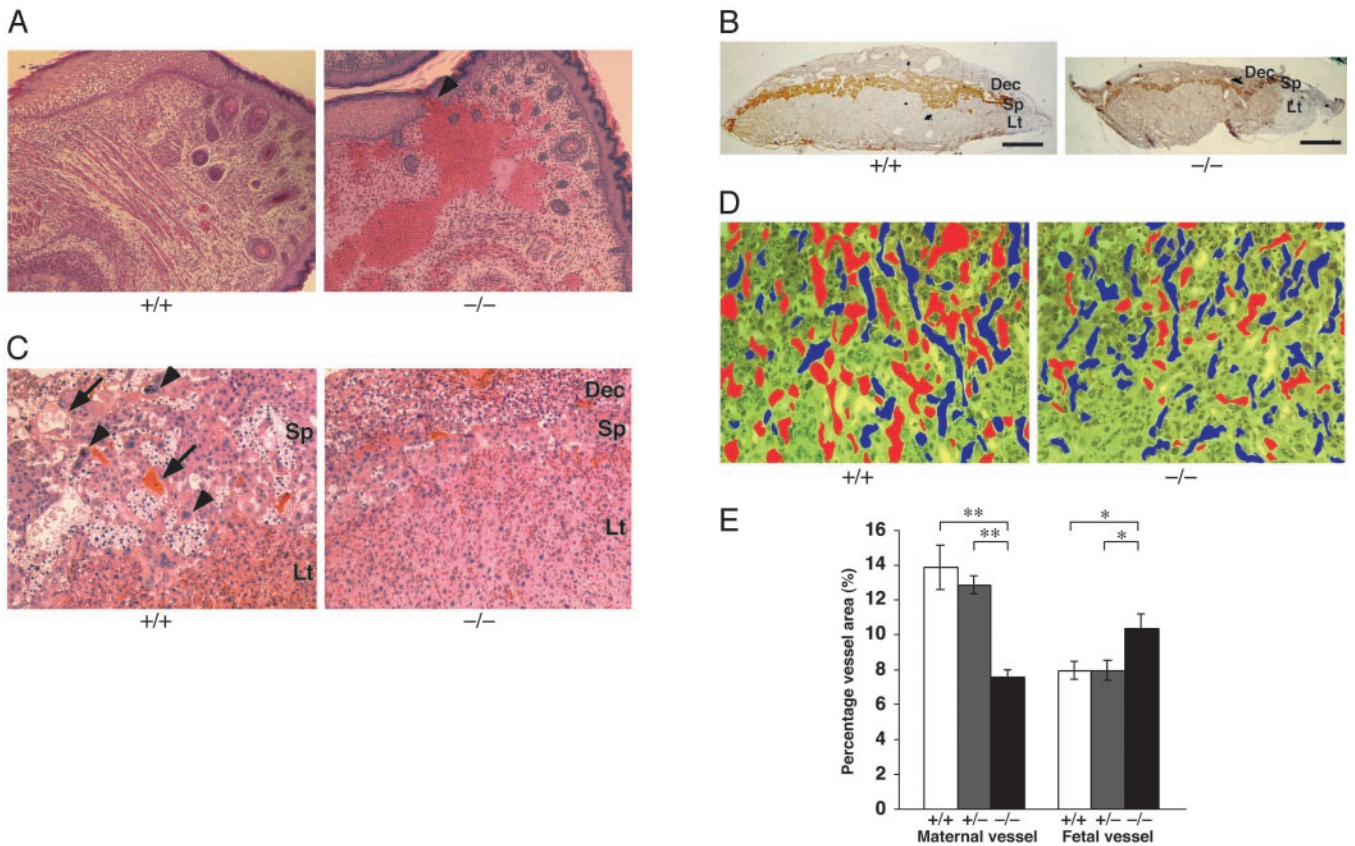 A
+/+
−/−
B
Dec
Sp
Lt
+/+
Dec
Sp
Lt
−/−
C
Sp
Lt
+/+
Dec
Sp
Lt
−/−
D
+/+
−/−
E
Percentage vessel area (%)
16
14
12
10
8
6
4
2
0
**
**
*
*
+/+ +/− −/− +/+ +/− −/−
Maternal vessel Fetal vessel